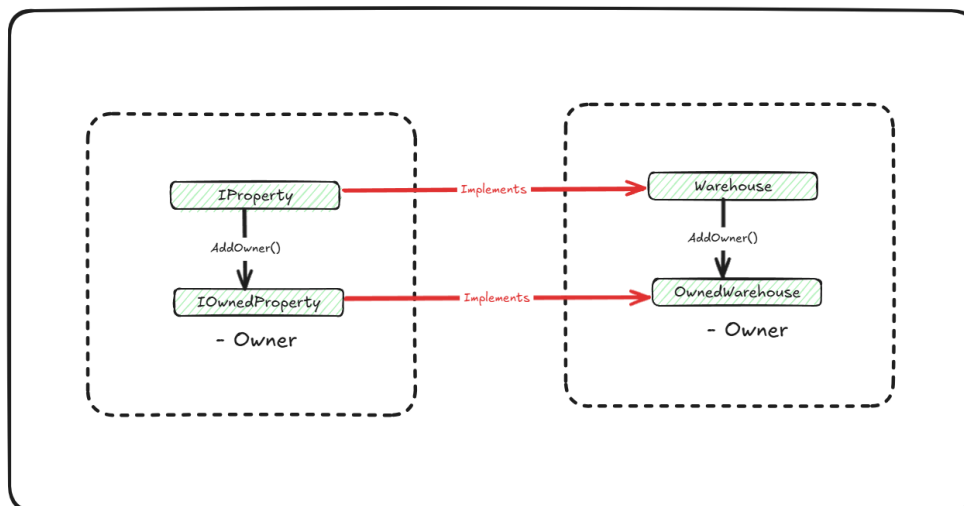 IProperty
Implements
Warehouse
AddOwner()
AddOwner()
IOwnedProperty
Implements
OwnedWarehouse
- Owner
- Owner